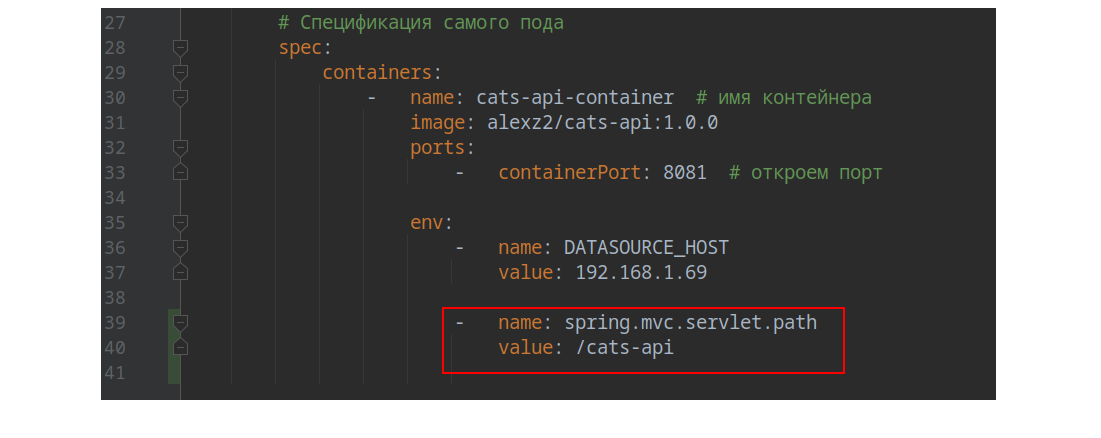 27 # Спецификация самого пода
28 spec:
29 containers:
30 - name: cats-api-container # имя контейнера
31 image: alexz2/cats-api:1.0.0
32 ports:
33 - containerPort: 8081 # откроем порт
34
35 env:
36 - name: DATASOURCE_HOST
37 value: 192.168.1.69
38
39 - name: spring.mvc.servlet.path
40 value: /cats-api
41